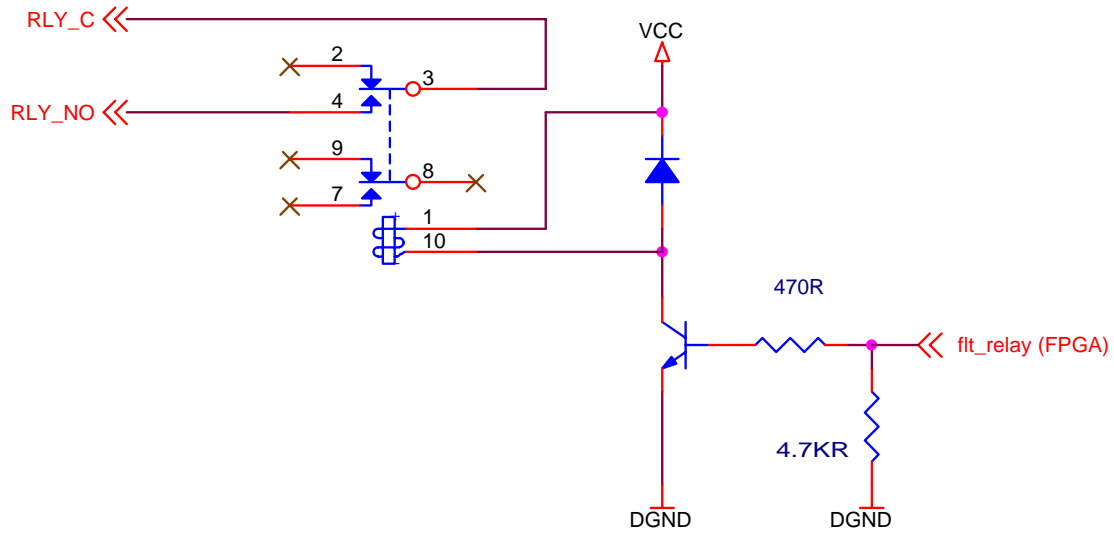 RLY_C
VCC
2
3
4
RLY_NO
9
8
7
1
10
470R
flt_relay (FPGA)
4.7KR
DGND
DGND